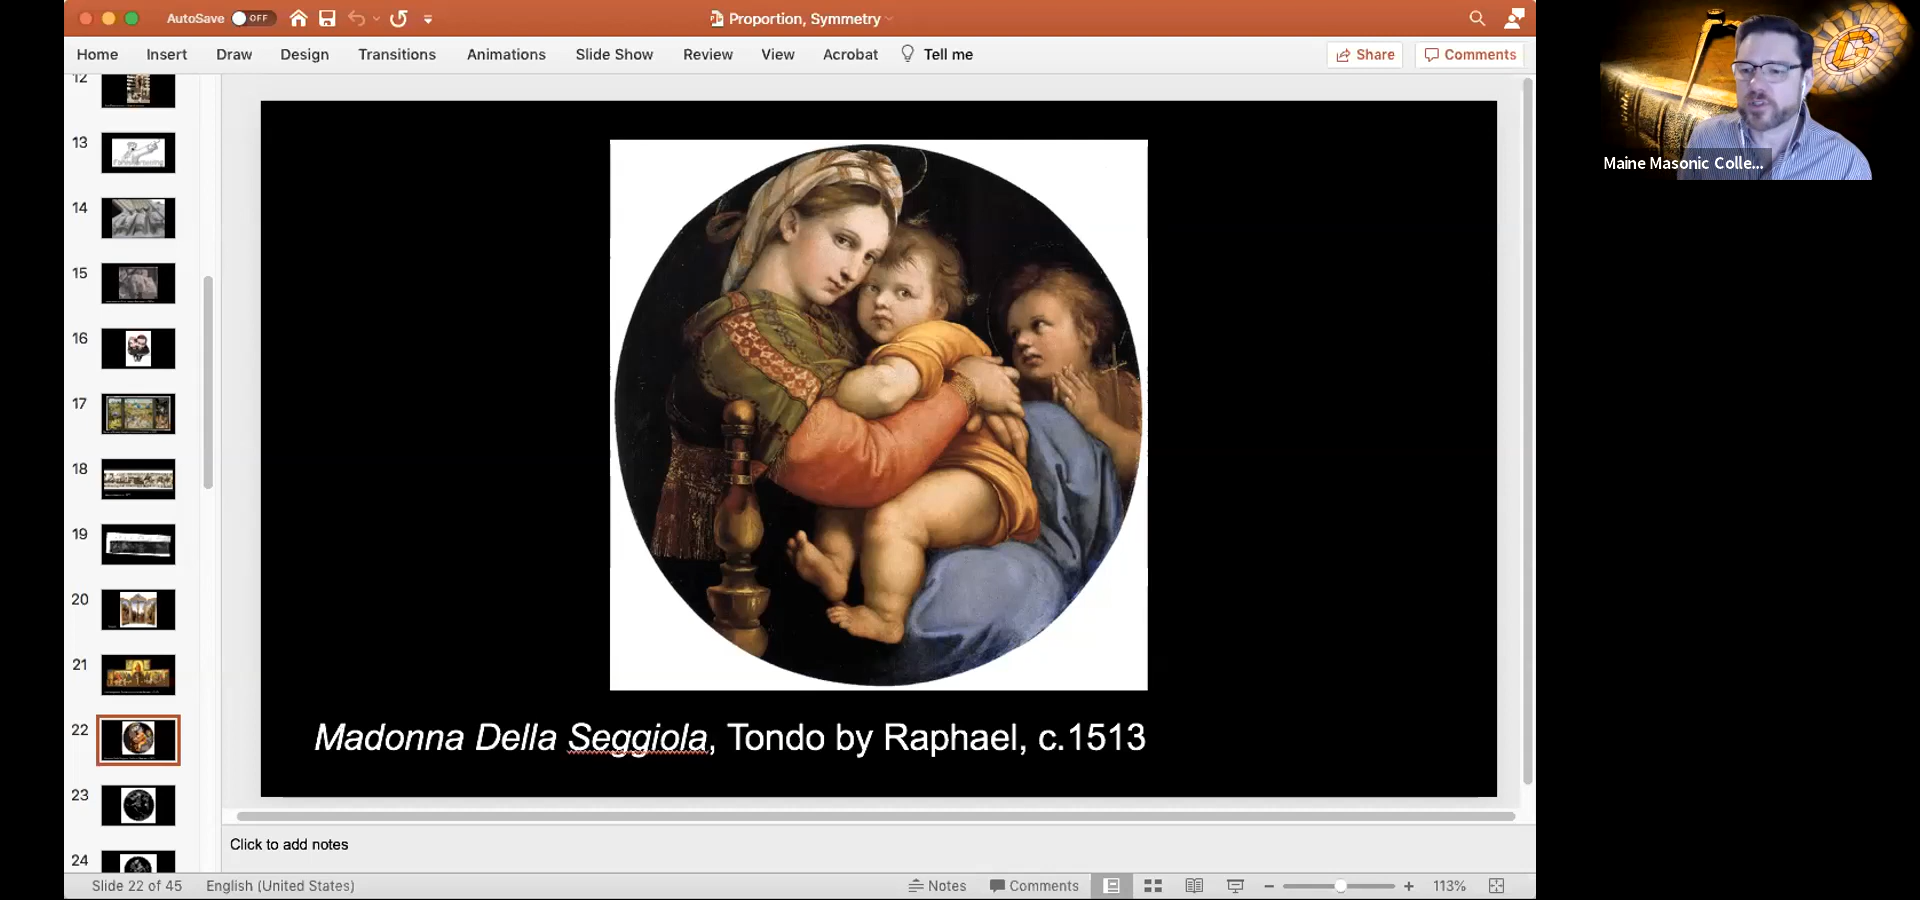 AutoSave OFF
Proportion, Symmetry
Home Insert Draw Design Transitions Animations Slide Show Review View Acrobat Tell me Share Comments
12
13
14
15
16
17
18
19
20
21
22
23
24
Madonna Della Seggiola, Tondo by Raphael, c.1513
Click to add notes
Slide 22 of 45 English (United States) Notes Comments 113%
Maine Masonic Colle...
G